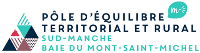 PÔLE D'ÉQUILIBRE
TERRITORIAL ET RURAL
SUD-MANCHE
BAIE DU MONT-SAINT-MICHEL